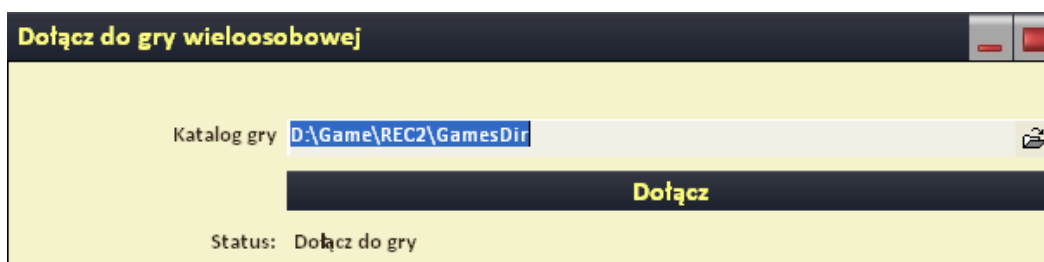 Dołącz do gry wieloosobowej
Katalog gry D:\Game\REC2\GamesDir
Dołącz
Status: Dołącz do gry